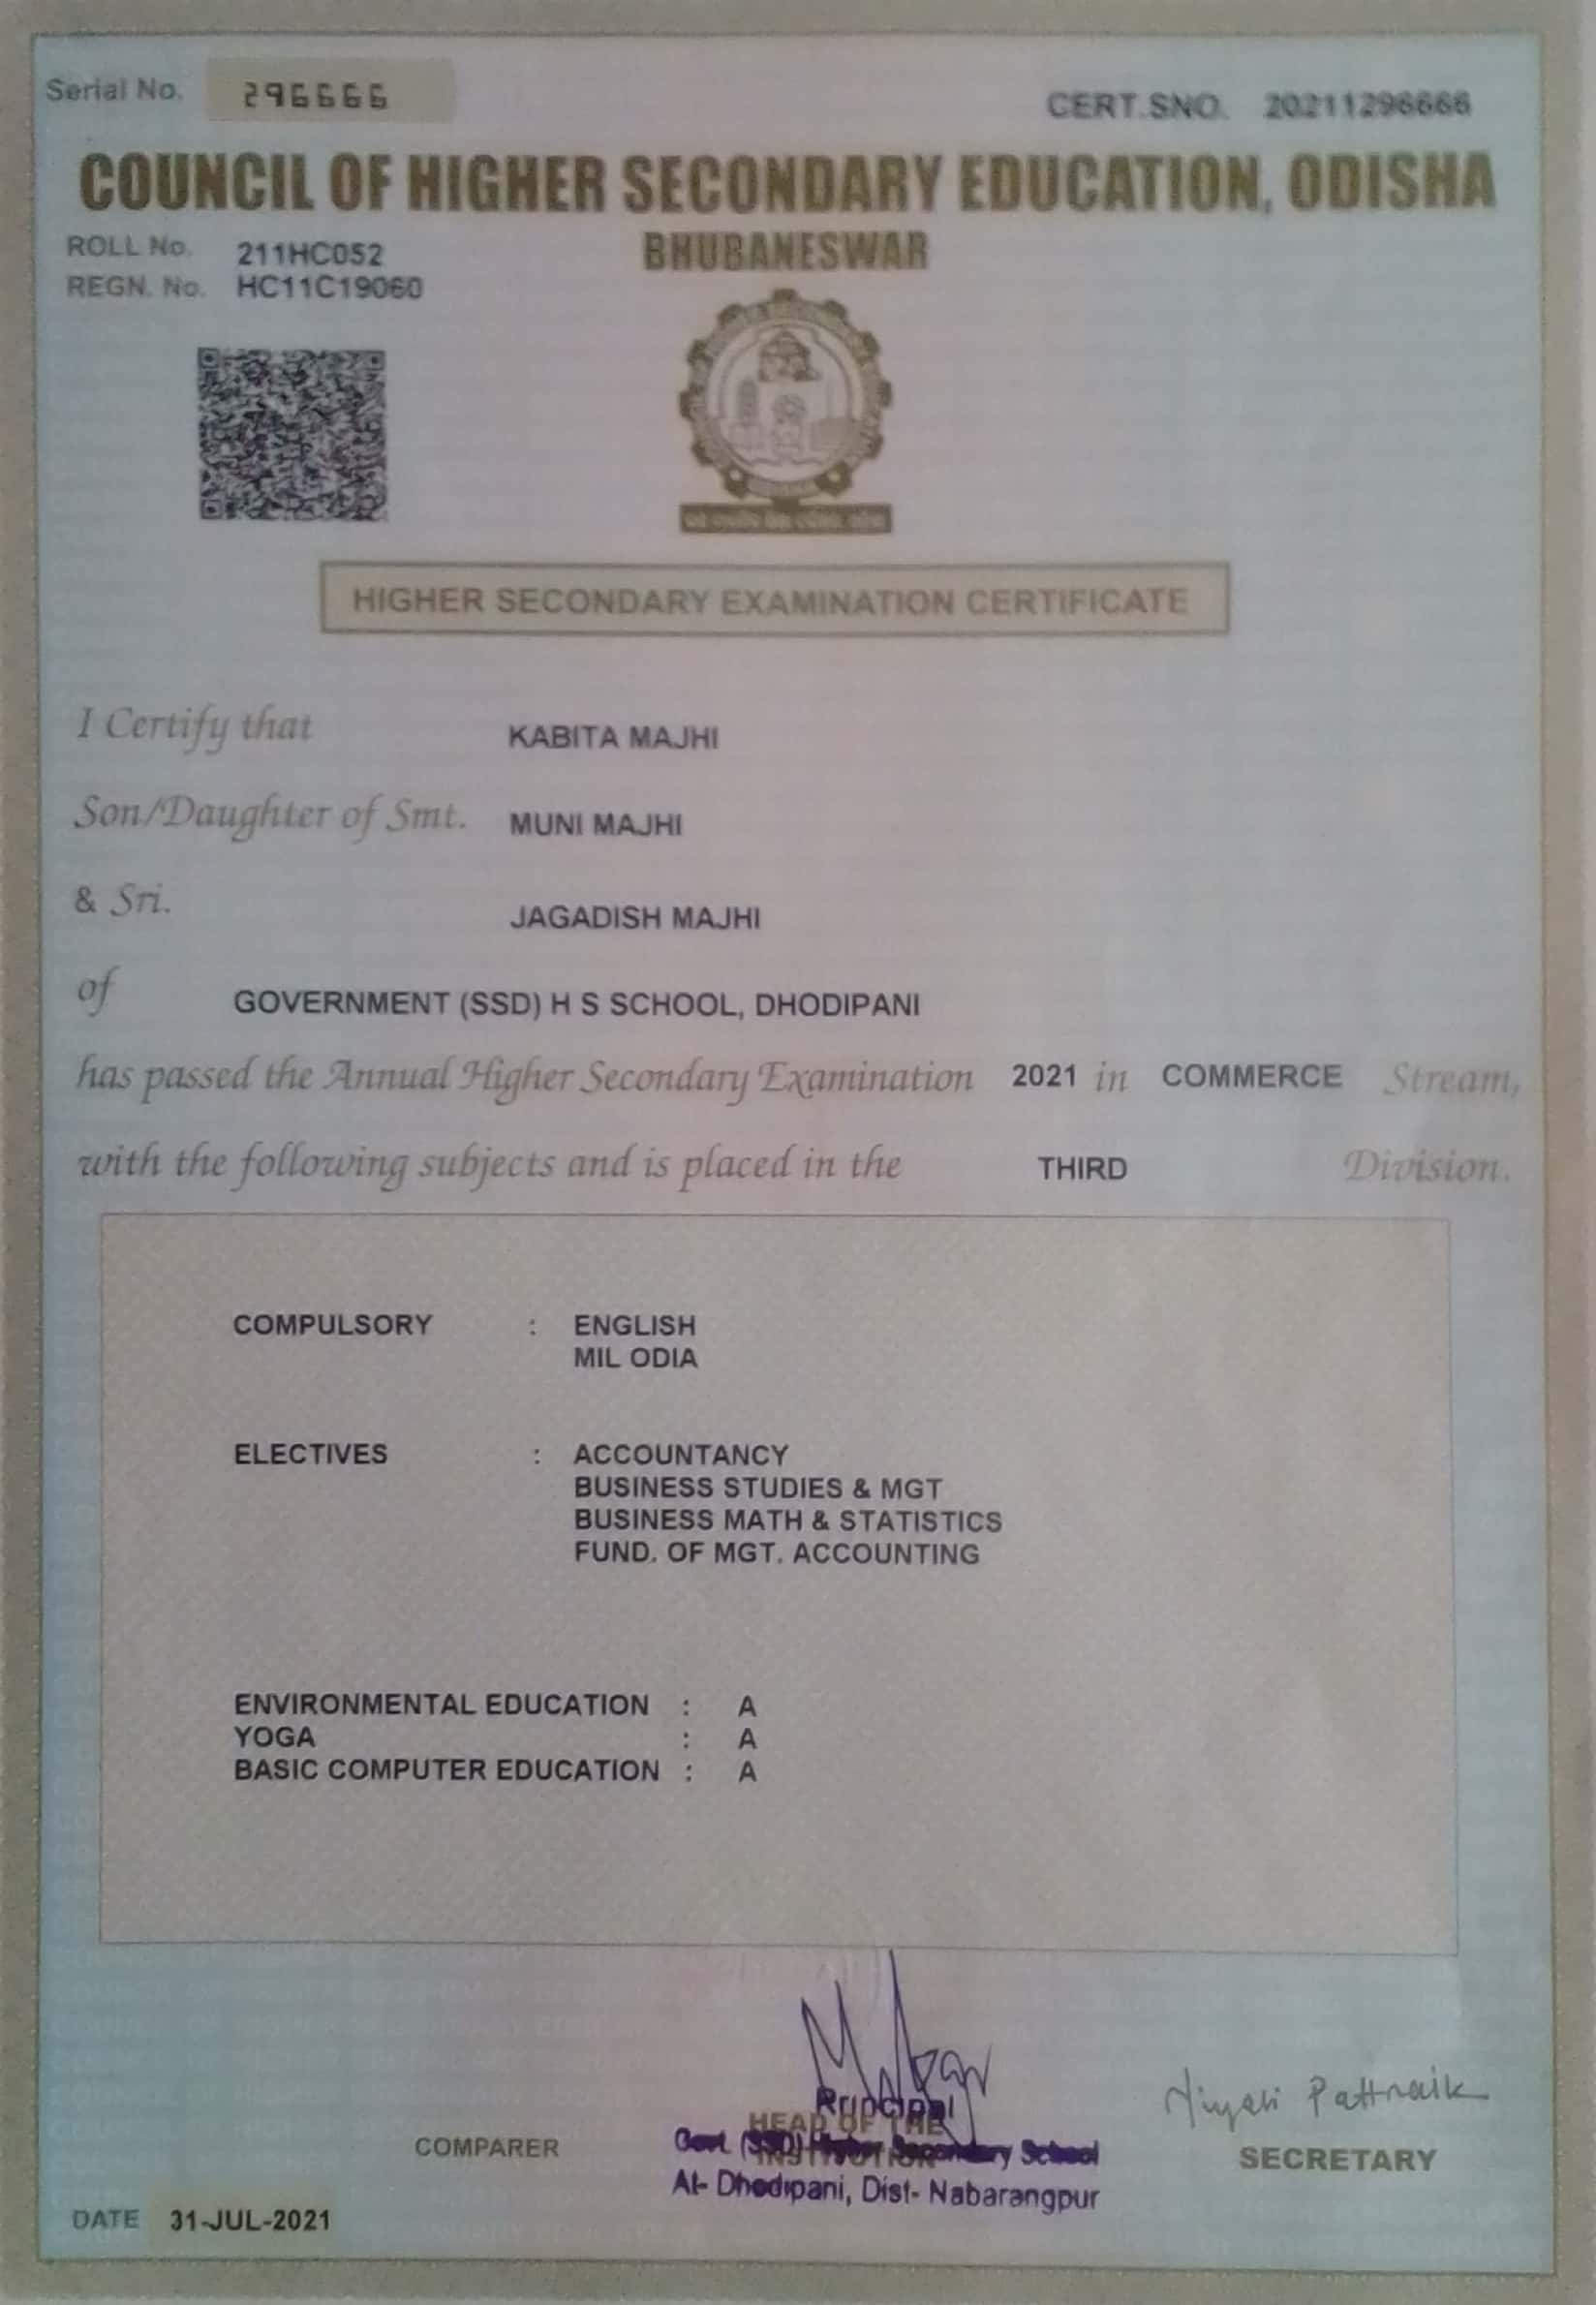 Serial No. 296666
CERT.SNO. 20211296666
COUNCIL OF HIGHER SECONDARY EDUCATION, ODISHA
BHUBANESWAR
ROLL No. 211HC052
REGN. No. HC11C19060
HIGHER SECONDARY EXAMINATION CERTIFICATE
I Certify that KABITA MAJHI
Son/Daughter of Smt. MUNI MAJHI
& Sri. JAGADISH MAJHI
of GOVERNMENT (SSD) H S SCHOOL, DHODIPANI
has passed the Annual Higher Secondary Examination 2021 in COMMERCE Stream,
with the following subjects and is placed in the THIRD Division.
COMPULSORY : ENGLISH
MIL ODIA
ELECTIVES : ACCOUNTANCY
BUSINESS STUDIES & MGT
BUSINESS MATH & STATISTICS
FUND. OF MGT. ACCOUNTING
ENVIRONMENTAL EDUCATION : A
YOGA : A
BASIC COMPUTER EDUCATION : A
Principal
HEAD OF THE
INSTITUTION
Govt. (SSD) Higher Secondary School
At- Dhodipani, Dist- Nabarangpur
COMPARER
Pattnaik
SECRETARY
DATE 31-JUL-2021